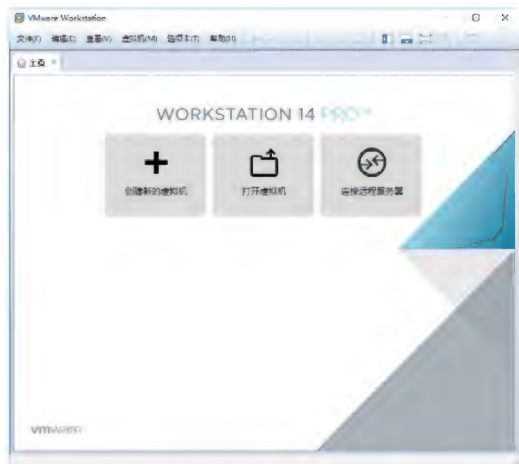 VMware Workstation
文件(F) 编辑(E) 查看(V) 虚拟机(M) 选项卡(T) 帮助(H)
主页
WORKSTATION 14 PRO™
创建新的虚拟机 打开虚拟机 连接远程服务器
vmware